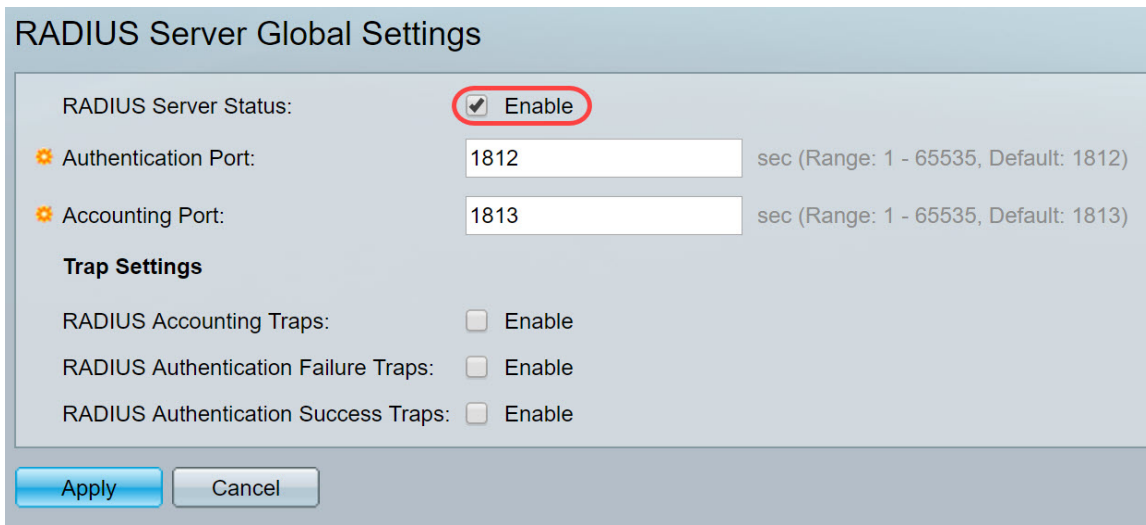 RADIUS Server Global Settings
RADIUS Server Status: Enable
Authentication Port: 1812 sec (Range: 1 - 65535, Default: 1812)
Accounting Port: 1813 sec (Range: 1 - 65535, Default: 1813)
Trap Settings
RADIUS Accounting Traps: Enable
RADIUS Authentication Failure Traps: Enable
RADIUS Authentication Success Traps: Enable
Apply Cancel